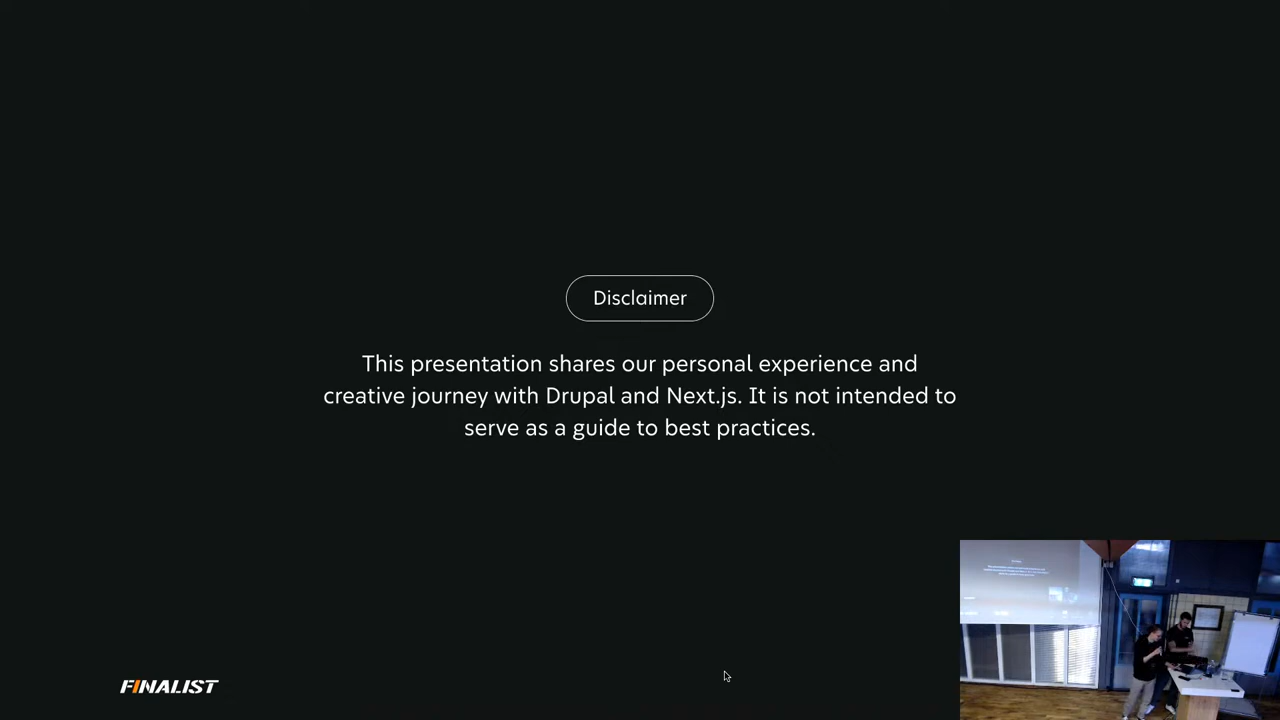 Disclaimer
This presentation shares our personal experience and
creative journey with Drupal and Next.js. It is not intended to
serve as a guide to best practices.
FINALIST